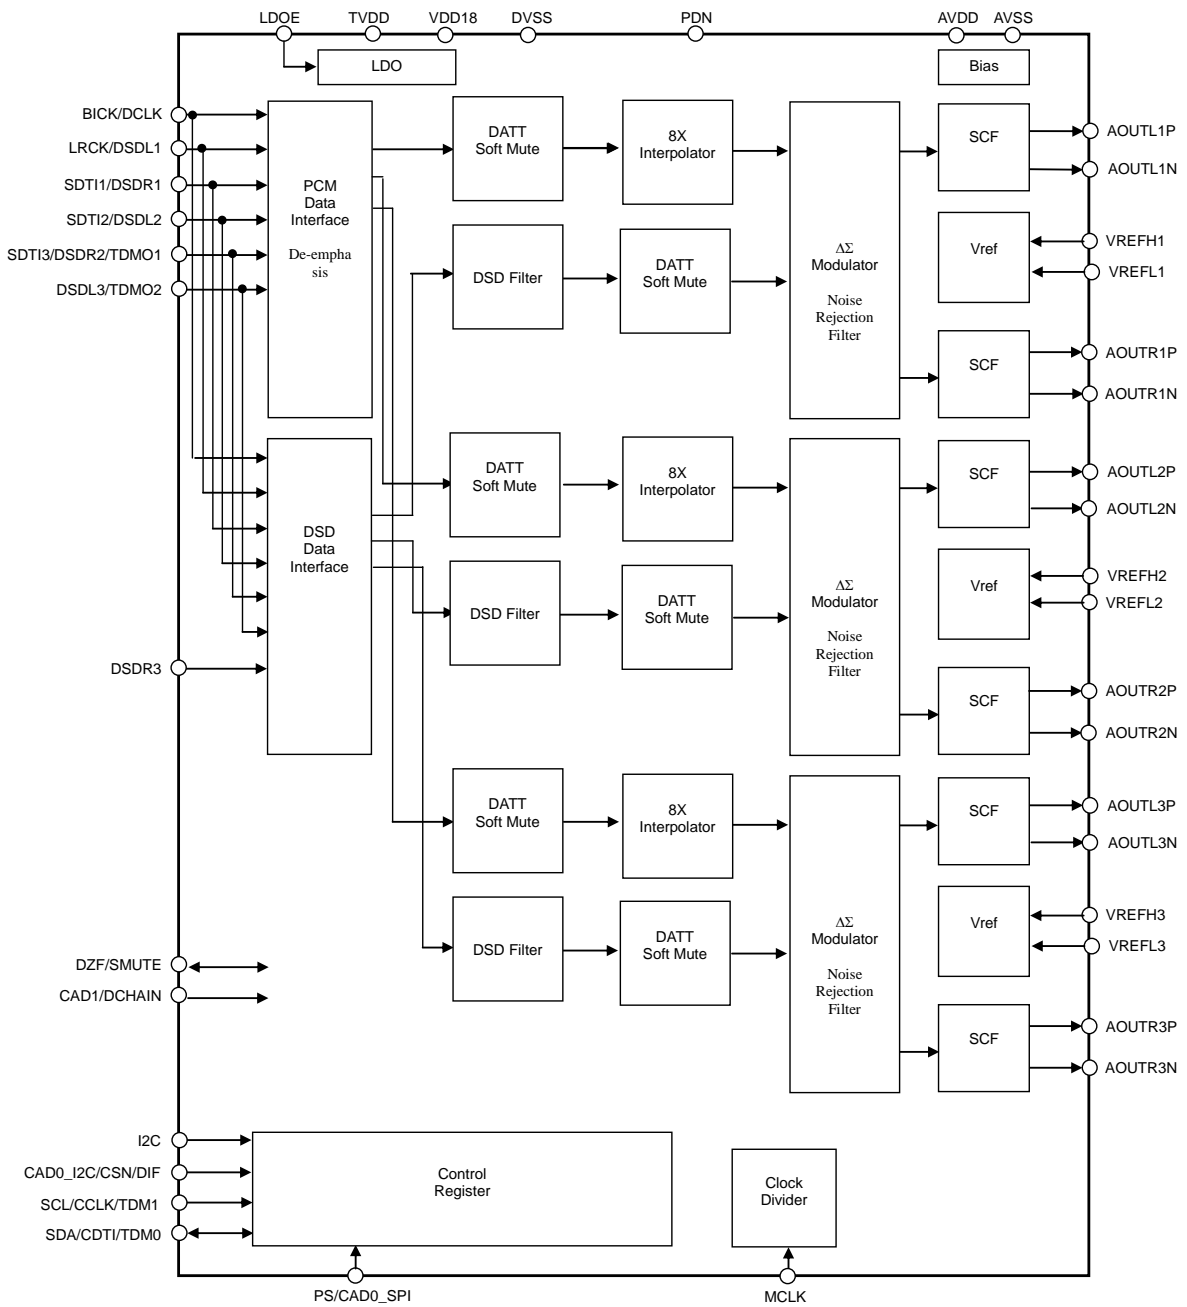 LDOE
TVDD
VDD18
DVSS
PDN
AVDD
AVSS
LDO
Bias
BICK/DCLK
LRCK/DSDL1
SDTI1/DSDR1
SDTI2/DSDL2
SDTI3/DSDR2/TDMO1
DSDL3/TDMO2
PCM
Data
Interface
De-empha
sis
DATT
Soft Mute
8X
Interpolator
DSD Filter
DATT
Soft Mute
ΔΣ
Modulator
Noise
Rejection
Filter
SCF
AOUTL1P
AOUTL1N
Vref
VREFH1
VREFL1
SCF
AOUTR1P
AOUTR1N
DSD
Data
Interface
DSDR3
DATT
Soft Mute
8X
Interpolator
DSD Filter
DATT
Soft Mute
ΔΣ
Modulator
Noise
Rejection
Filter
SCF
AOUTL2P
AOUTL2N
Vref
VREFH2
VREFL2
SCF
AOUTR2P
AOUTR2N
DATT
Soft Mute
8X
Interpolator
DSD Filter
DATT
Soft Mute
ΔΣ
Modulator
Noise
Rejection
Filter
SCF
AOUTL3P
AOUTL3N
Vref
VREFH3
VREFL3
SCF
AOUTR3P
AOUTR3N
DZF/SMUTE
CAD1/DCHAIN
I2C
CAD0_I2C/CSN/DIF
SCL/CCLK/TDM1
SDA/CDTI/TDM0
Control
Register
Clock
Divider
PS/CAD0_SPI
MCLK